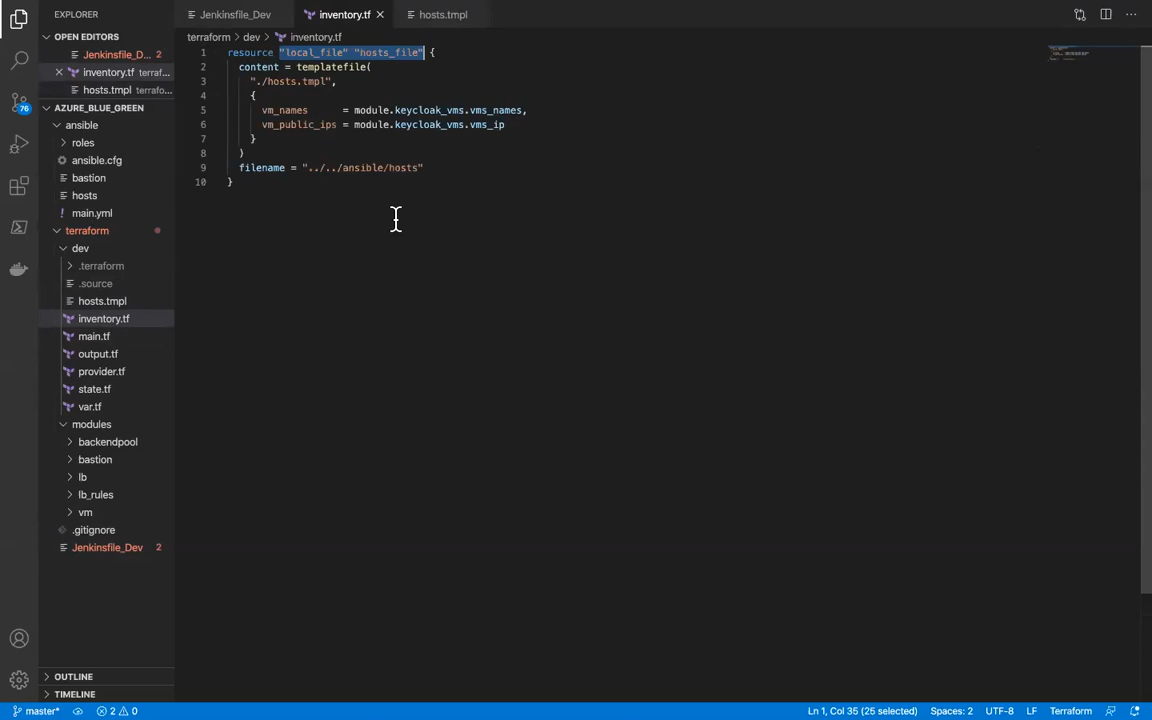 EXPLORER
OPEN EDITORS
Jenkinsfile_D... 2
inventory.tf terraf...
hosts.tmpl terrafo...
AZURE_BLUE_GREEN
ansible
roles
ansible.cfg
bastion
hosts
! main.yml
terraform
dev
.terraform
.source
hosts.tmpl
inventory.tf
main.tf
output.tf
provider.tf
state.tf
var.tf
modules
backendpool
bastion
lb
lb_rules
vm
.gitignore
Jenkinsfile_Dev 2
OUTLINE
TIMELINE
76
Jenkinsfile_Dev inventory.tf hosts.tmpl
terraform > dev > inventory.tf
1 resource "local_file" "hosts_file" {
2 content = templatefile(
3 "./hosts.tmpl",
4 {
5 vm_names = module.keycloak_vms.vms_names,
6 vm_public_ips = module.keycloak_vms.vms_ip
7 }
8 )
9 filename = "../../ansible/hosts"
10 }
master* 2 0 Ln 1, Col 35 (25 selected) Spaces: 2 UTF-8 LF Terraform